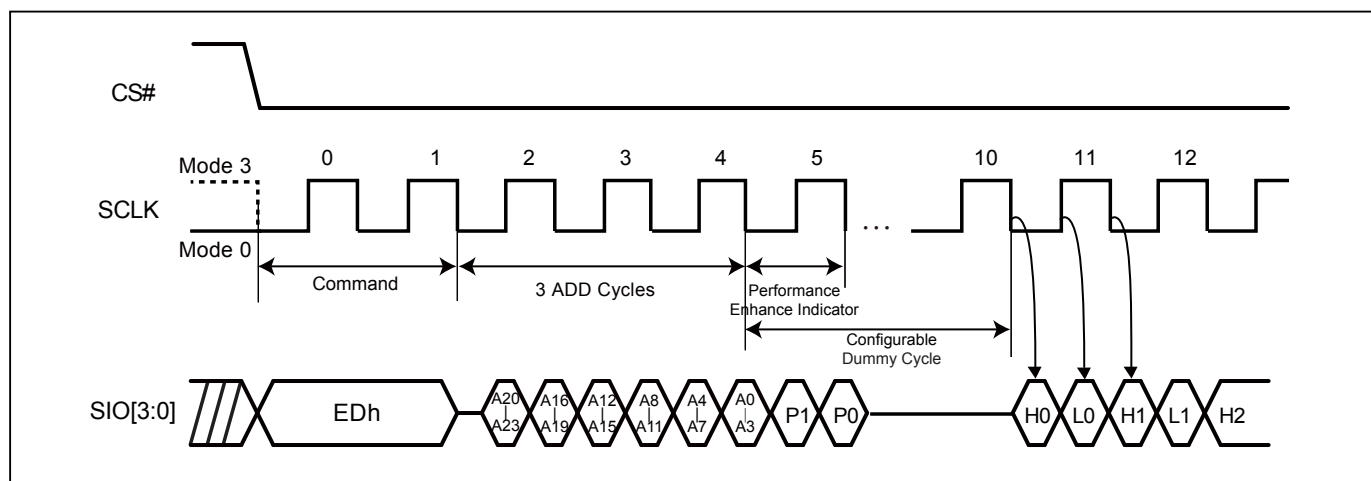 CS#
Mode 3
0 1 2 3 4 5 10 11 12
SCLK
...
Mode 0
Command
3 ADD Cycles
Performance
Enhance Indicator
Configurable
Dummy Cycle
SIO[3:0]
EDh
A20 | A23
A16 | A19
A12 | A15
A8 | A11
A4 | A7
A0 | A3
P1
P0
H0
L0
H1
L1
H2